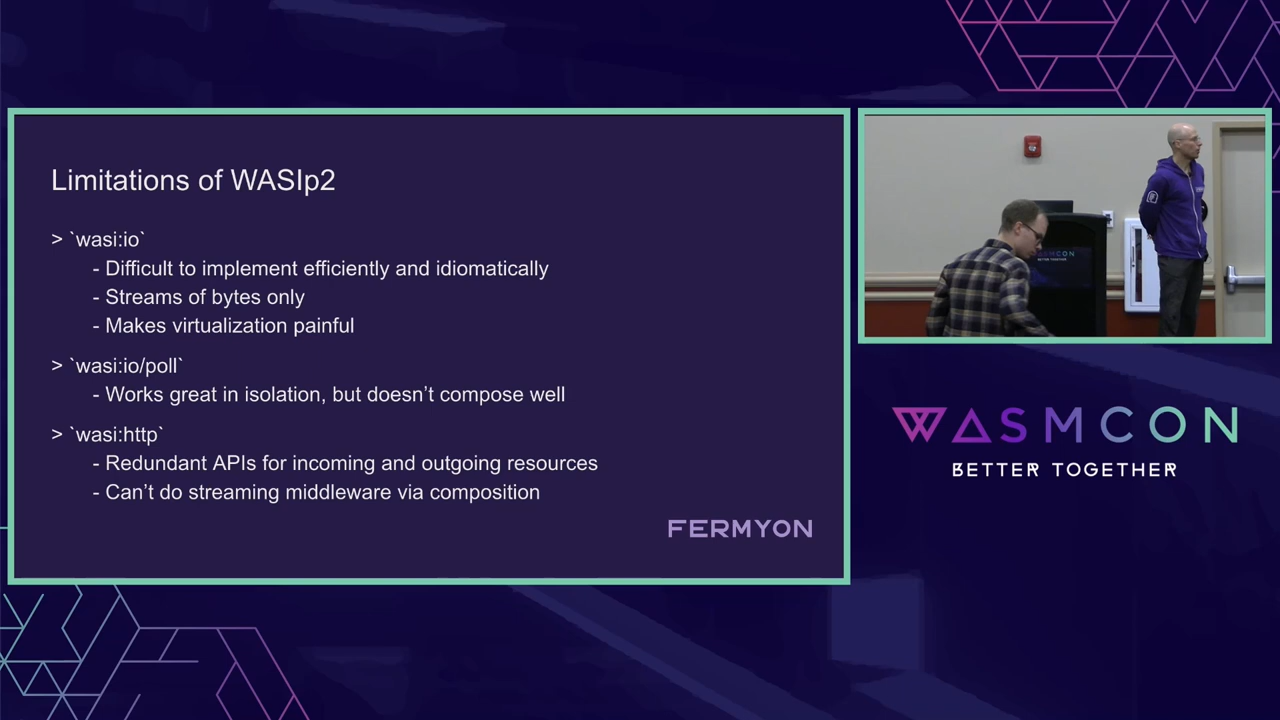 Limitations of WASIp2
> `wasi:io`
- Difficult to implement efficiently and idiomatically
- Streams of bytes only
- Makes virtualization painful
> `wasi:io/poll`
- Works great in isolation, but doesn’t compose well
> `wasi:http`
- Redundant APIs for incoming and outgoing resources
- Can’t do streaming middleware via composition
FERMYON
WASMCON
BETTER TOGETHER